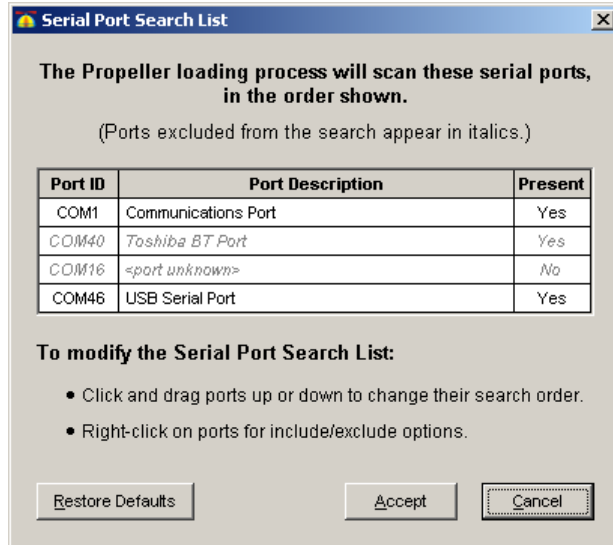 Serial Port Search List
The Propeller loading process will scan these serial ports,
in the order shown.
(Ports excluded from the search appear in italics.)
Port ID Port Description Present
COM1 Communications Port Yes
COM40 Toshiba BT Port Yes
COM16 <port unknown> No
COM46 USB Serial Port Yes
To modify the Serial Port Search List:
• Click and drag ports up or down to change their search order.
• Right-click on ports for include/exclude options.
Restore Defaults Accept Cancel